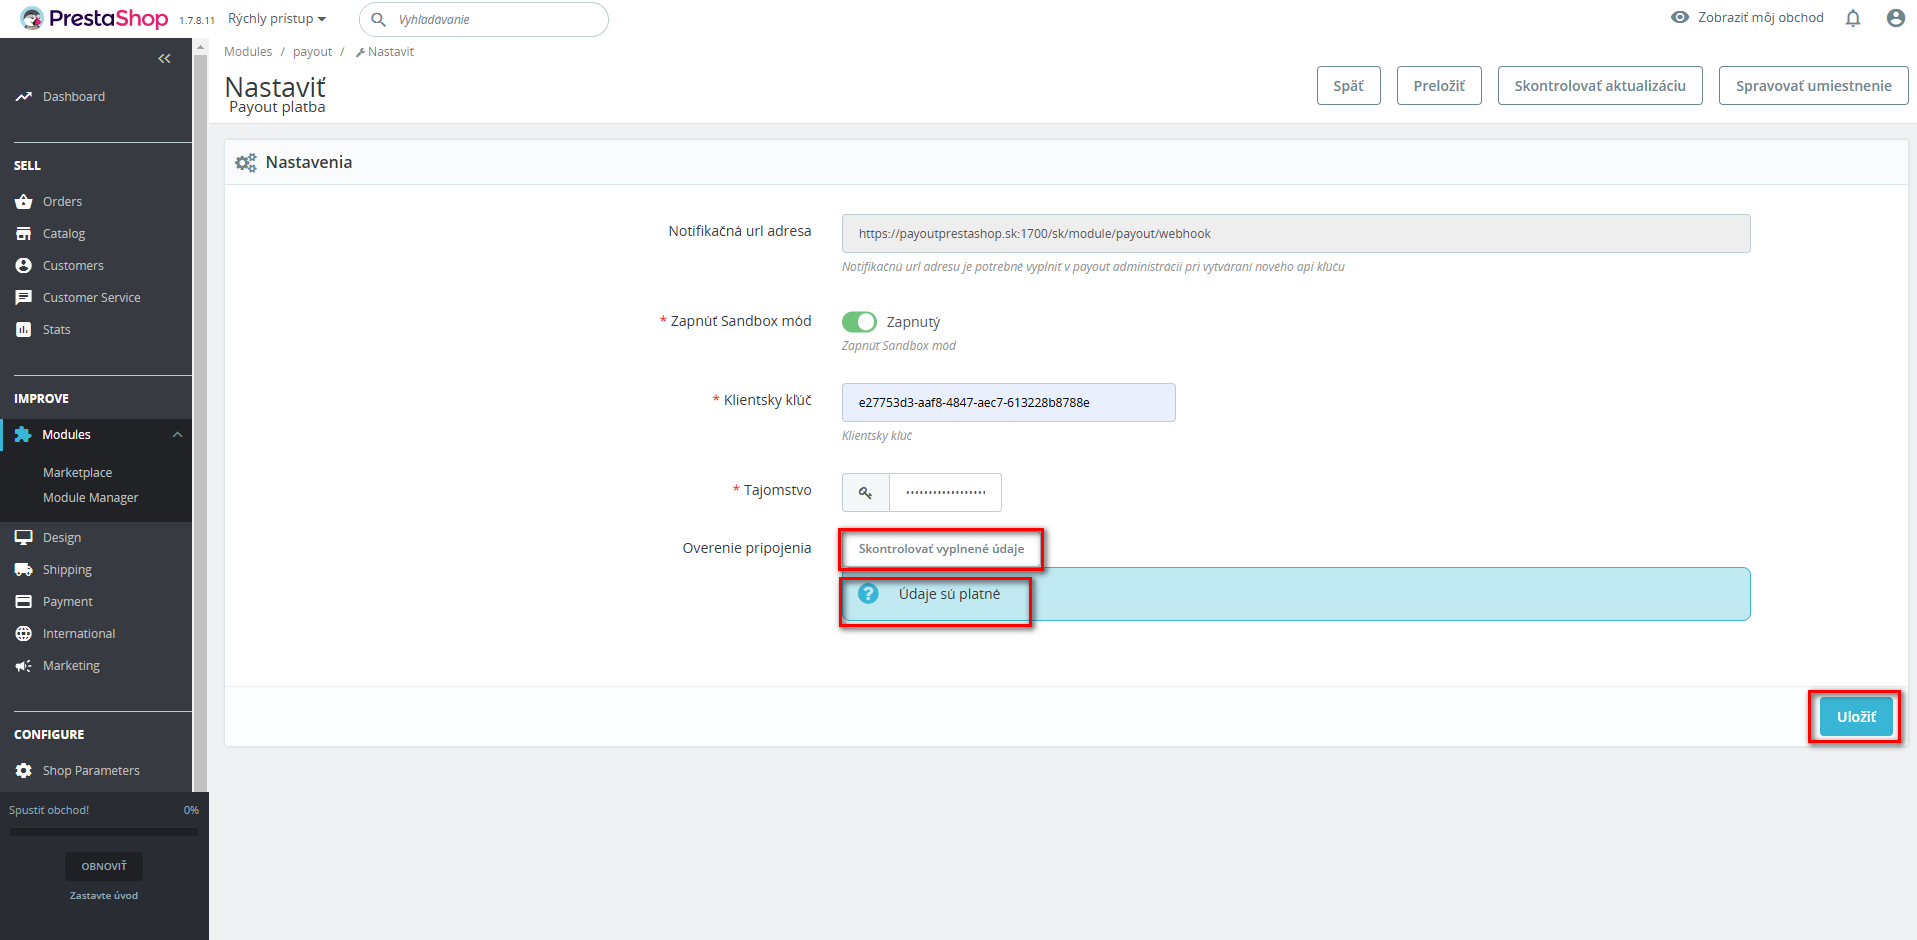 PrestaShop 1.7.8.11 Rýchly prístup Vyhľadávanie Zobraziť môj obchod
Modules / payout / Nastaviť
Nastaviť
Payout platba
Späť Preložiť Skontrolovať aktualizáciu Spravovať umiestnenie
Dashboard
SELL
Orders
Catalog
Customers
Customer Service
Stats
IMPROVE
Modules
Marketplace
Module Manager
Design
Shipping
Payment
International
Marketing
CONFIGURE
Shop Parameters
Spustiť obchod! 0%
OBNOVIŤ
Zastavte úvod
Nastavenia
Notifikačná url adresa https://payoutprestashop.sk:1700/sk/module/payout/webhook
Notifikačnú url adresu je potrebné vyplniť v payout administrácii pri vytváraní nového api kľúču
* Zapnúť Sandbox mód Zapnutý
Zapnúť Sandbox mód
* Klientsky kľúč e27753d3-aaf8-4847-aec7-613228b8788e
Klientsky kľúč
* Tajomstvo ••••••••••••••••••
Overenie pripojenia Skontrolovať vyplnené údaje
? Údaje sú platné
Uložiť